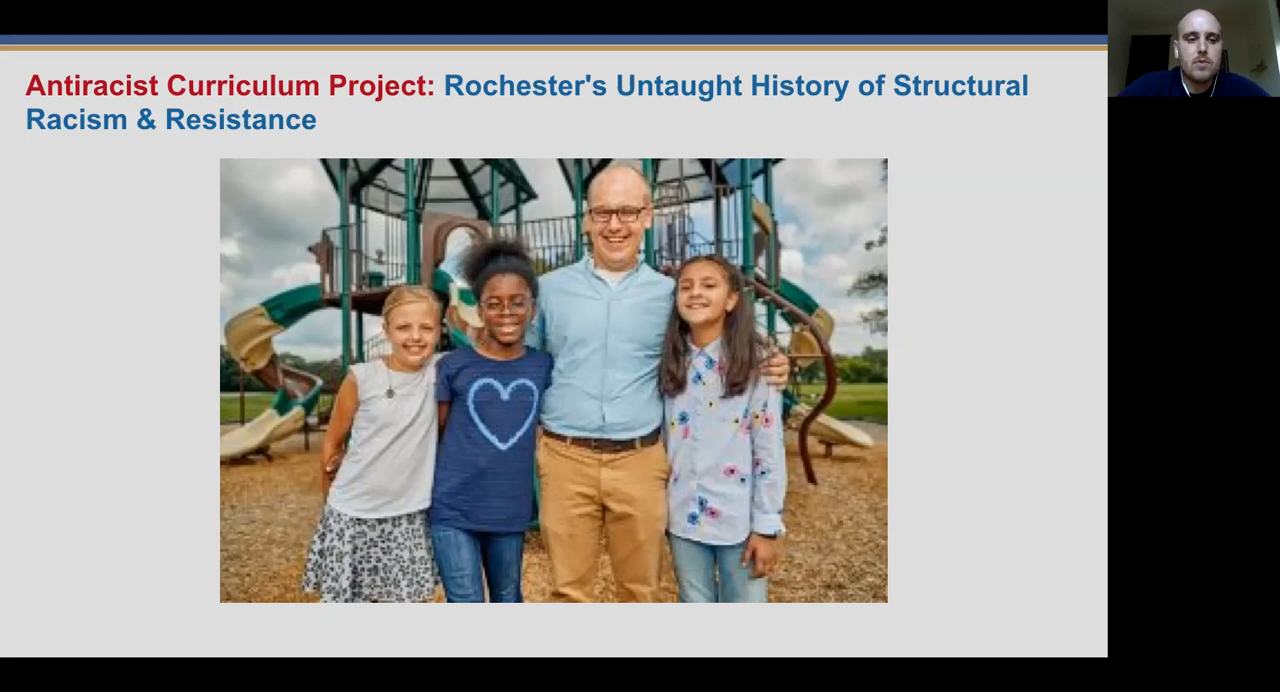 Antiracist Curriculum Project: Rochester's Untaught History of Structural
Racism & Resistance